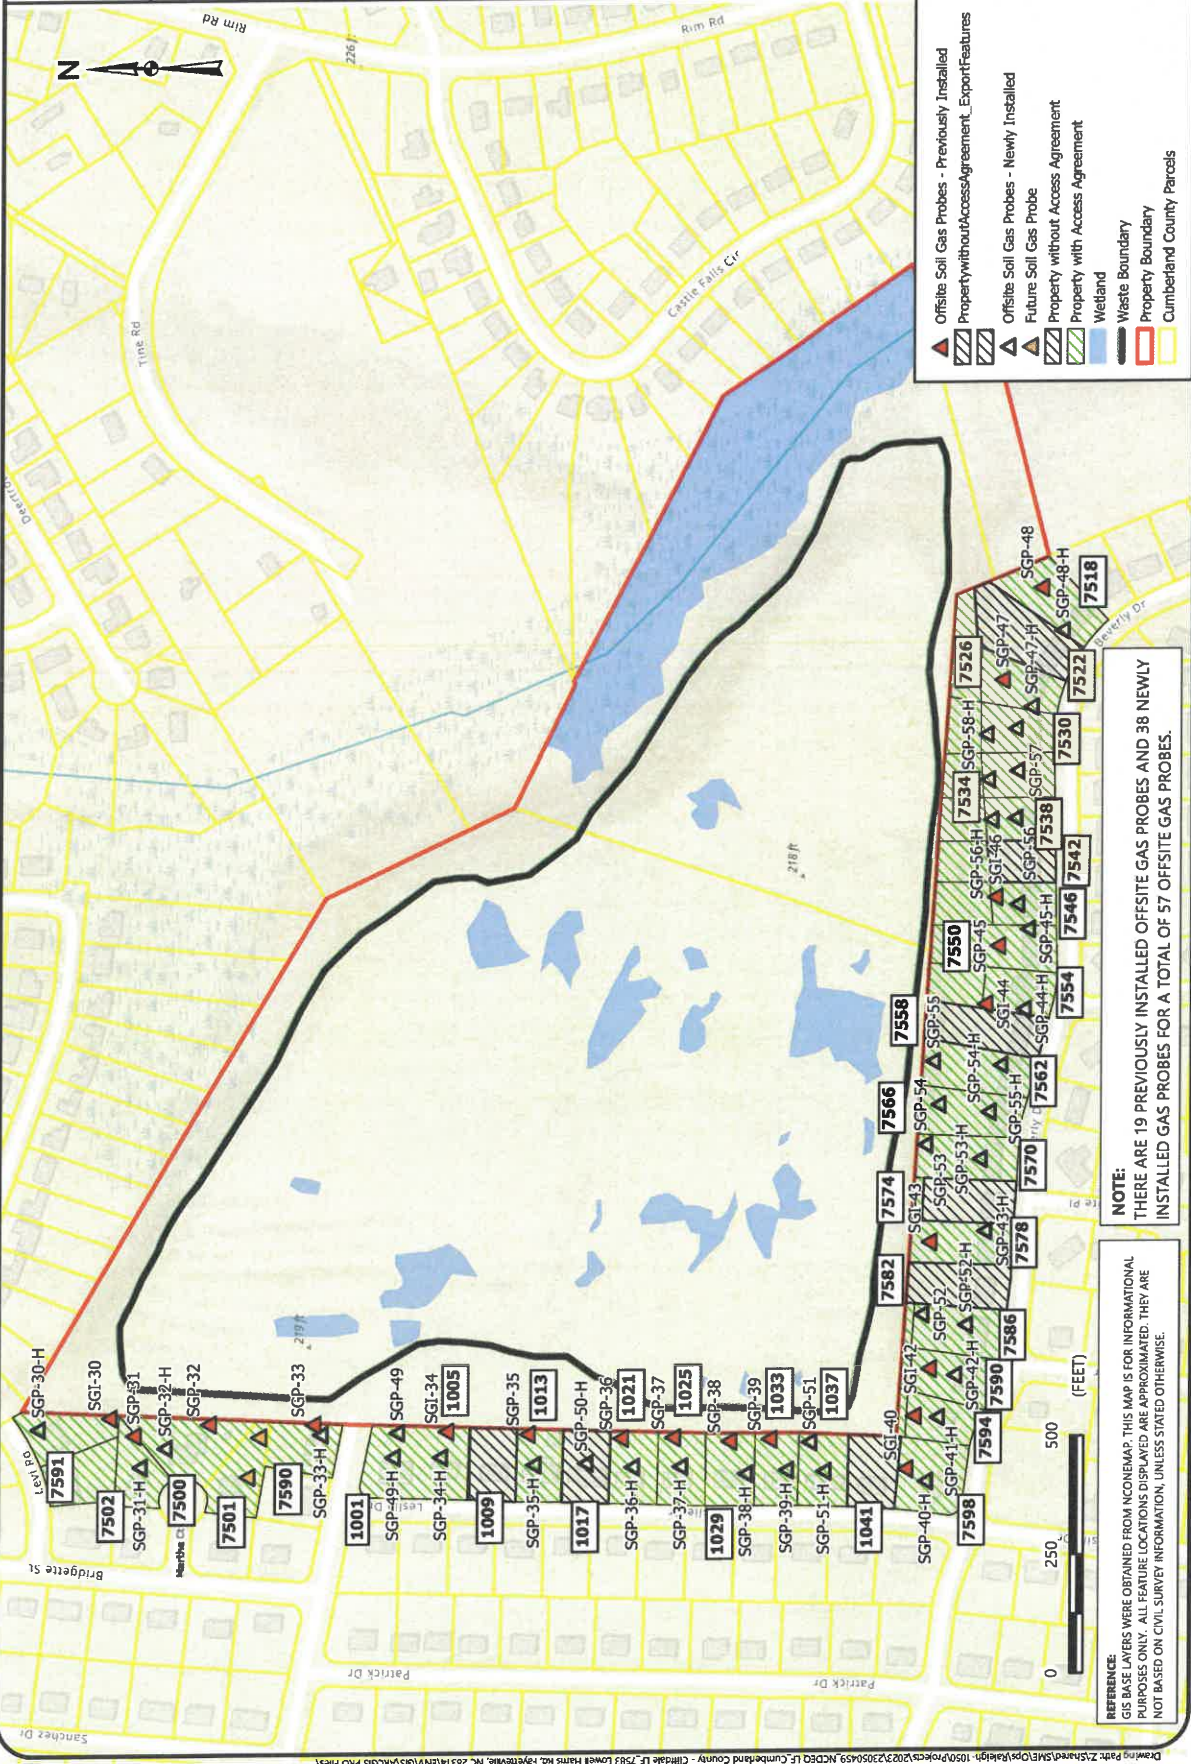 N
Rim Rd
226 ft
Rim Rd
Tine Rd
Castle Falls Cir
Offsite Soil Gas Probes - Previously Installed
PropertywithoutAccessAgreement_ExportFeatures
Offsite Soil Gas Probes - Newly Installed
Future Soil Gas Probe
Property without Access Agreement
Property with Access Agreement
Wetland
Waste Boundary
Property Boundary
Cumberland County Parcels
218 ft
219 ft
SGP-30-H
SGI-30
SGP-31
SGP-32-H
SGP-32
SGP-33
SGP-49
SGI-34
1005
SGP-35
1013
SGP-50-H
SGP-36
1021
SGP-37
1025
SGP-38
SGP-39
1033
SGP-51
1037
Levi Rd
7591
7502
SGP-31-H
7500
7501
7590
SGP-33-H
1001
SGP-49-H
SGP-34-H
1009
SGP-35-H
1017
SGP-36-H
SGP-37-H
1029
SGP-38-H
SGP-39-H
SGP-51-H
1041
SGI-40
SGP-40-H
7598
SGP-41-H
7594
SGI-42
SGP-42-H
7590
7586
SGP-52
SGP-52-H
7582
SGI-43
SGP-43-H
7578
7574
SGP-53
SGP-53-H
7570
7566
SGP-54
SGP-54-H
SGP-55-H
7562
7558
SGP-55
SGI-44
SGP-44-H
7554
7550
SGP-45
SGP-45-H
7546
SGP-56-H
SGI-46
SGP-56
7542
7538
7534
SGP-58-H
SGP-57
7530
7526
SGP-47
SGP-47-H
7522
SGP-48
SGP-48-H
7518
Beverly Dr
Bridgette St
Patrick Dr
Patrick Dr
Sanchez Dr
0 250 500
(FEET)
NOTE:
THERE ARE 19 PREVIOUSLY INSTALLED OFFSITE GAS PROBES AND 38 NEWLY
INSTALLED GAS PROBES FOR A TOTAL OF 57 OFFSITE GAS PROBES.
REFERENCE:
GIS BASE LAYERS WERE OBTAINED FROM NCONEMAP. THIS MAP IS FOR INFORMATIONAL
PURPOSES ONLY. ALL FEATURE LOCATIONS DISPLAYED ARE APPROXIMATED. THEY ARE
NOT BASED ON CIVIL SURVEY INFORMATION, UNLESS STATED OTHERWISE.